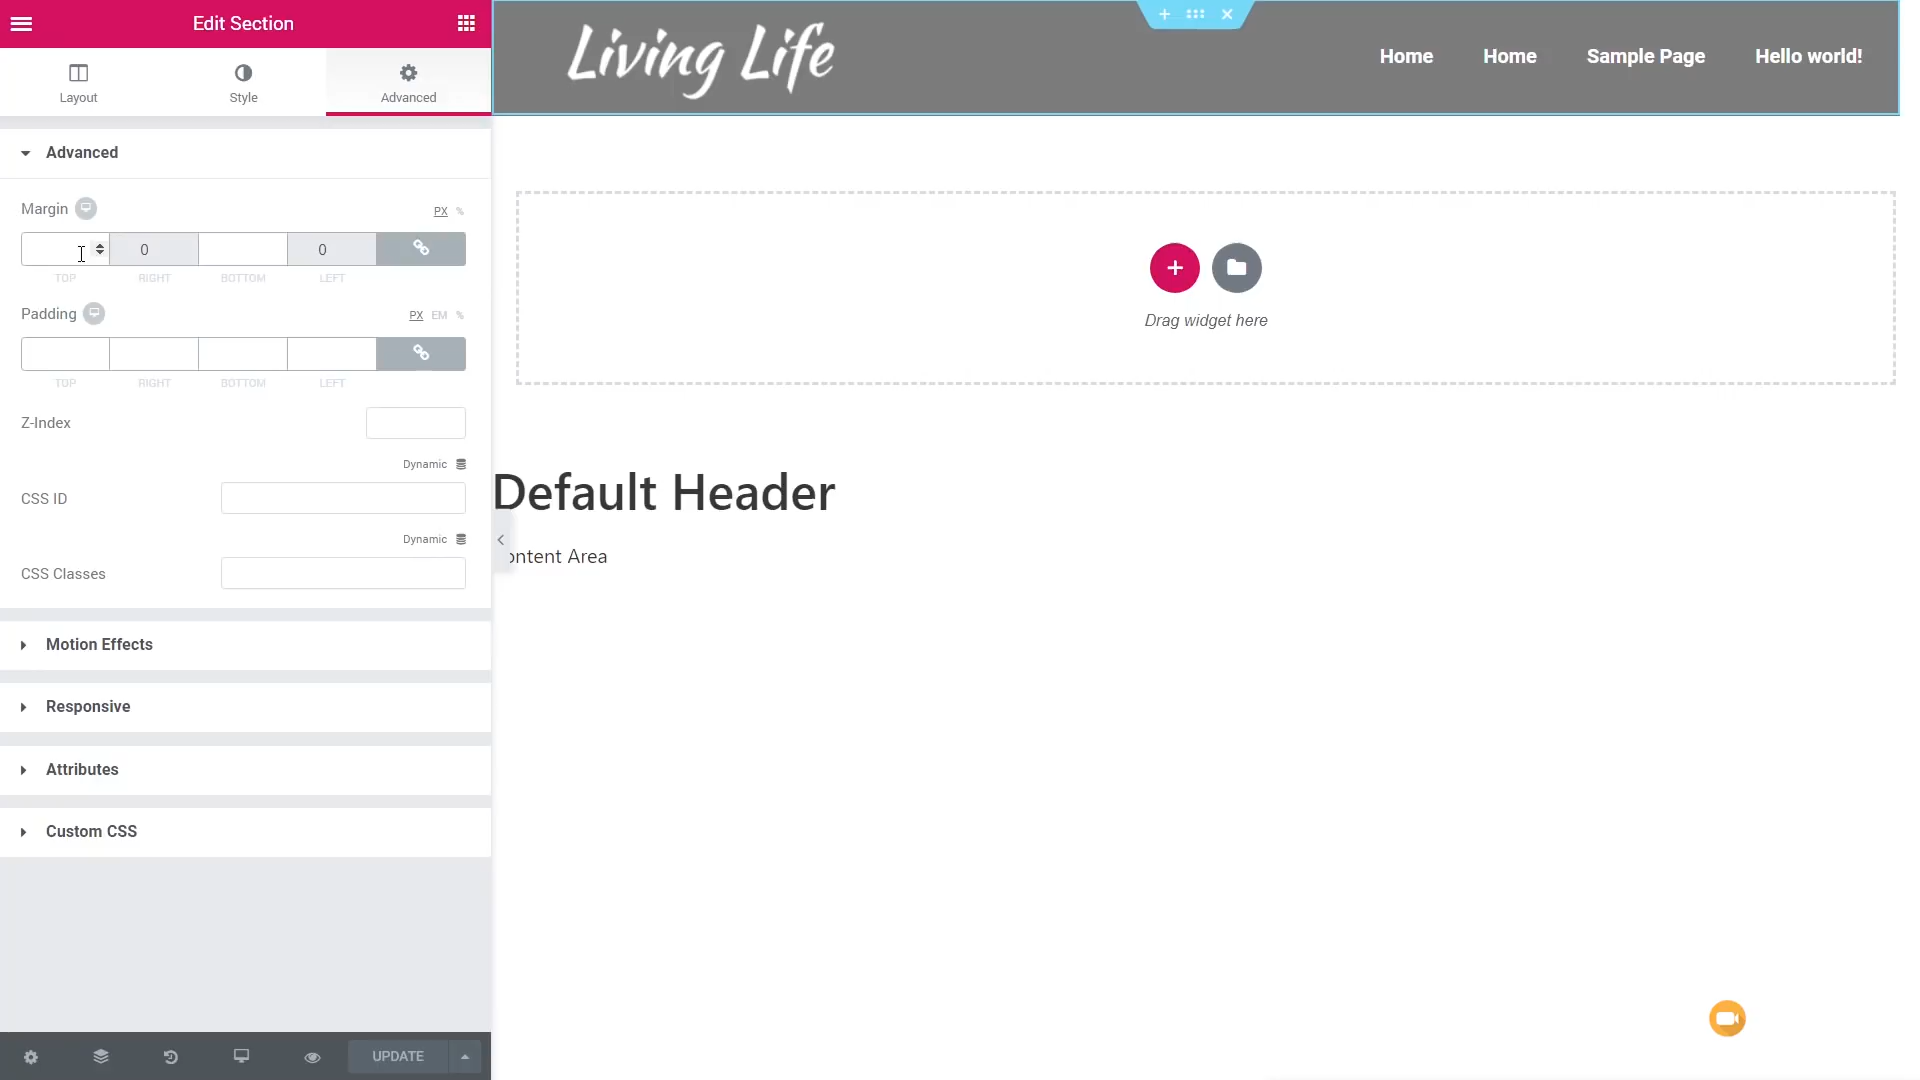 Edit Section
Layout
Style
Advanced
Living Life
Home
Home
Sample Page
Hello world!
Advanced
Margin
PX %
0
0
TOP RIGHT BOTTOM LEFT
Padding
PX EM %
TOP RIGHT BOTTOM LEFT
Z-Index
Dynamic
CSS ID
Dynamic
CSS Classes
Motion Effects
Responsive
Attributes
Custom CSS
UPDATE
Drag widget here
Default Header
ontent Area